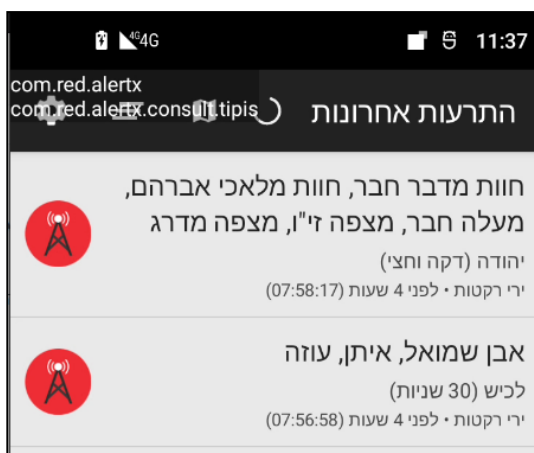 4G 4G
11:37
com.red.alertx
com.red.alertx.consult.tipis
התרעות אחרונות
חוות מדבר חבר, חוות מלאכי אברהם,
מעלה חבר, מצפה זי"ו, מצפה מדרג
יהודה (דקה וחצי)
ירי רקטות • לפני 4 שעות (07:58:17)
אבן שמואל, איתן, עוזה
לכיש (30 שניות)
ירי רקטות • לפני 4 שעות (07:56:58)